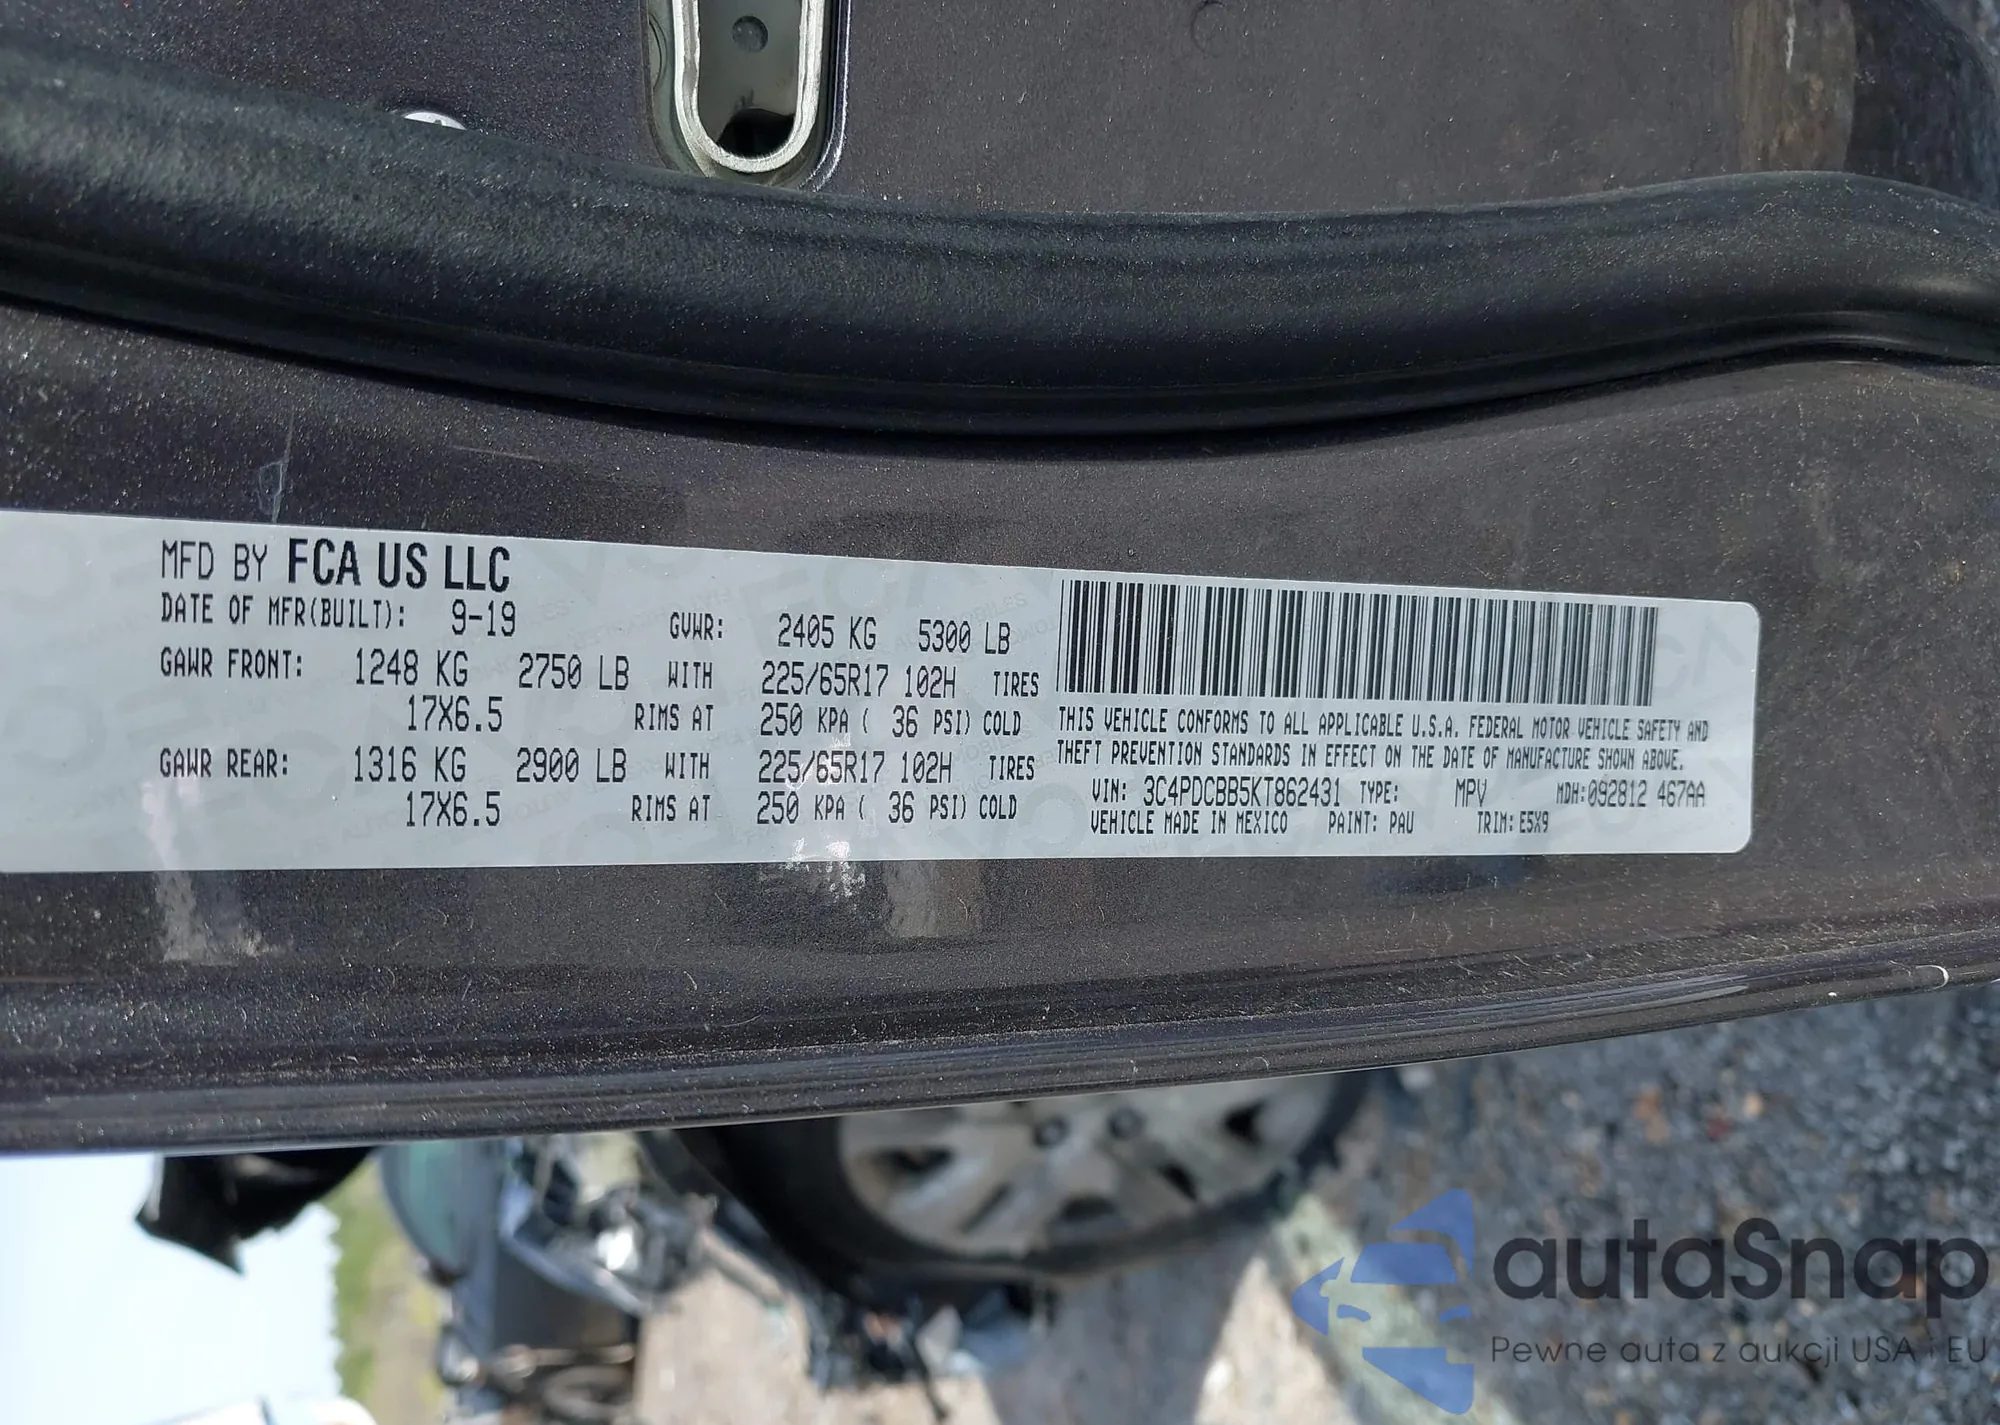 MFD BY FCA US LLC
DATE OF MFR(BUILT): 9-19 GVWR: 2405 KG 5300 LB
GAWR FRONT: 1248 KG 2750 LB WITH 225/65R17 102H TIRES
17X6.5 RIMS AT 250 KPA ( 36 PSI) COLD
GAWR REAR: 1316 KG 2900 LB WITH 225/65R17 102H TIRES
17X6.5 RIMS AT 250 KPA ( 36 PSI) COLD
THIS VEHICLE CONFORMS TO ALL APPLICABLE U.S.A. FEDERAL MOTOR VEHICLE SAFETY AND
THEFT PREVENTION STANDARDS IN EFFECT ON THE DATE OF MANUFACTURE SHOWN ABOVE.
VIN: 3C4PDCBB5KT862431 TYPE: MPV MDH:092812 467AA
VEHICLE MADE IN MEXICO PAINT: PAU TRIM: E5X9
autaSnap
Pewne auta z aukcji USA i EU